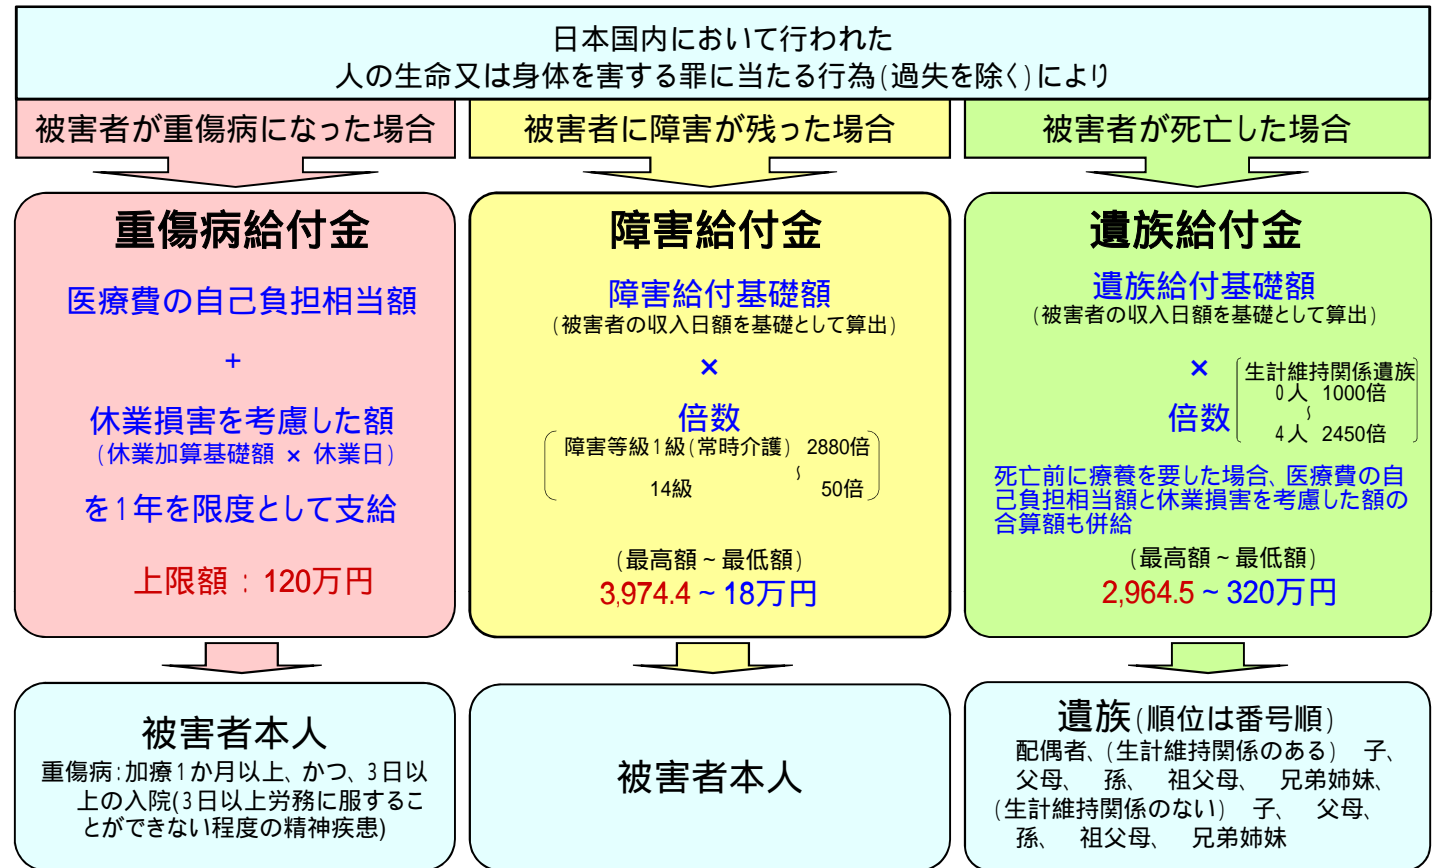 日本国内において行われた
人の生命又は身体を害する罪に当たる行為(過失を除く)により
被害者が重傷病になった場合
重傷病給付金
医療費の自己負担相当額
+
休業損害を考慮した額
(休業加算基礎額 × 休業日)
を1年を限度として支給
上限額 : 120万円
被害者本人
重傷病:加療1か月以上、かつ、3日以
上の入院(3日以上労務に服するこ
とができない程度の精神疾患)
被害者に障害が残った場合
障害給付金
障害給付基礎額
(被害者の収入日額を基礎として算出)
×
倍数
障害等級1級(常時介護) 2880倍
~
14級 50倍
(最高額~最低額)
3,974.4~18万円
被害者本人
被害者が死亡した場合
遺族給付金
遺族給付基礎額
(被害者の収入日額を基礎として算出)
×
倍数
生計維持関係遺族
0人 1000倍
~
4人 2450倍
死亡前に療養を要した場合、医療費の自
己負担相当額と休業損害を考慮した額の
合算額も併給
(最高額~最低額)
2,964.5~320万円
遺族(順位は番号順)
配偶者、(生計維持関係のある) 子、
父母、 孫、 祖父母、 兄弟姉妹、
(生計維持関係のない) 子、 父母、
孫、 祖父母、 兄弟姉妹